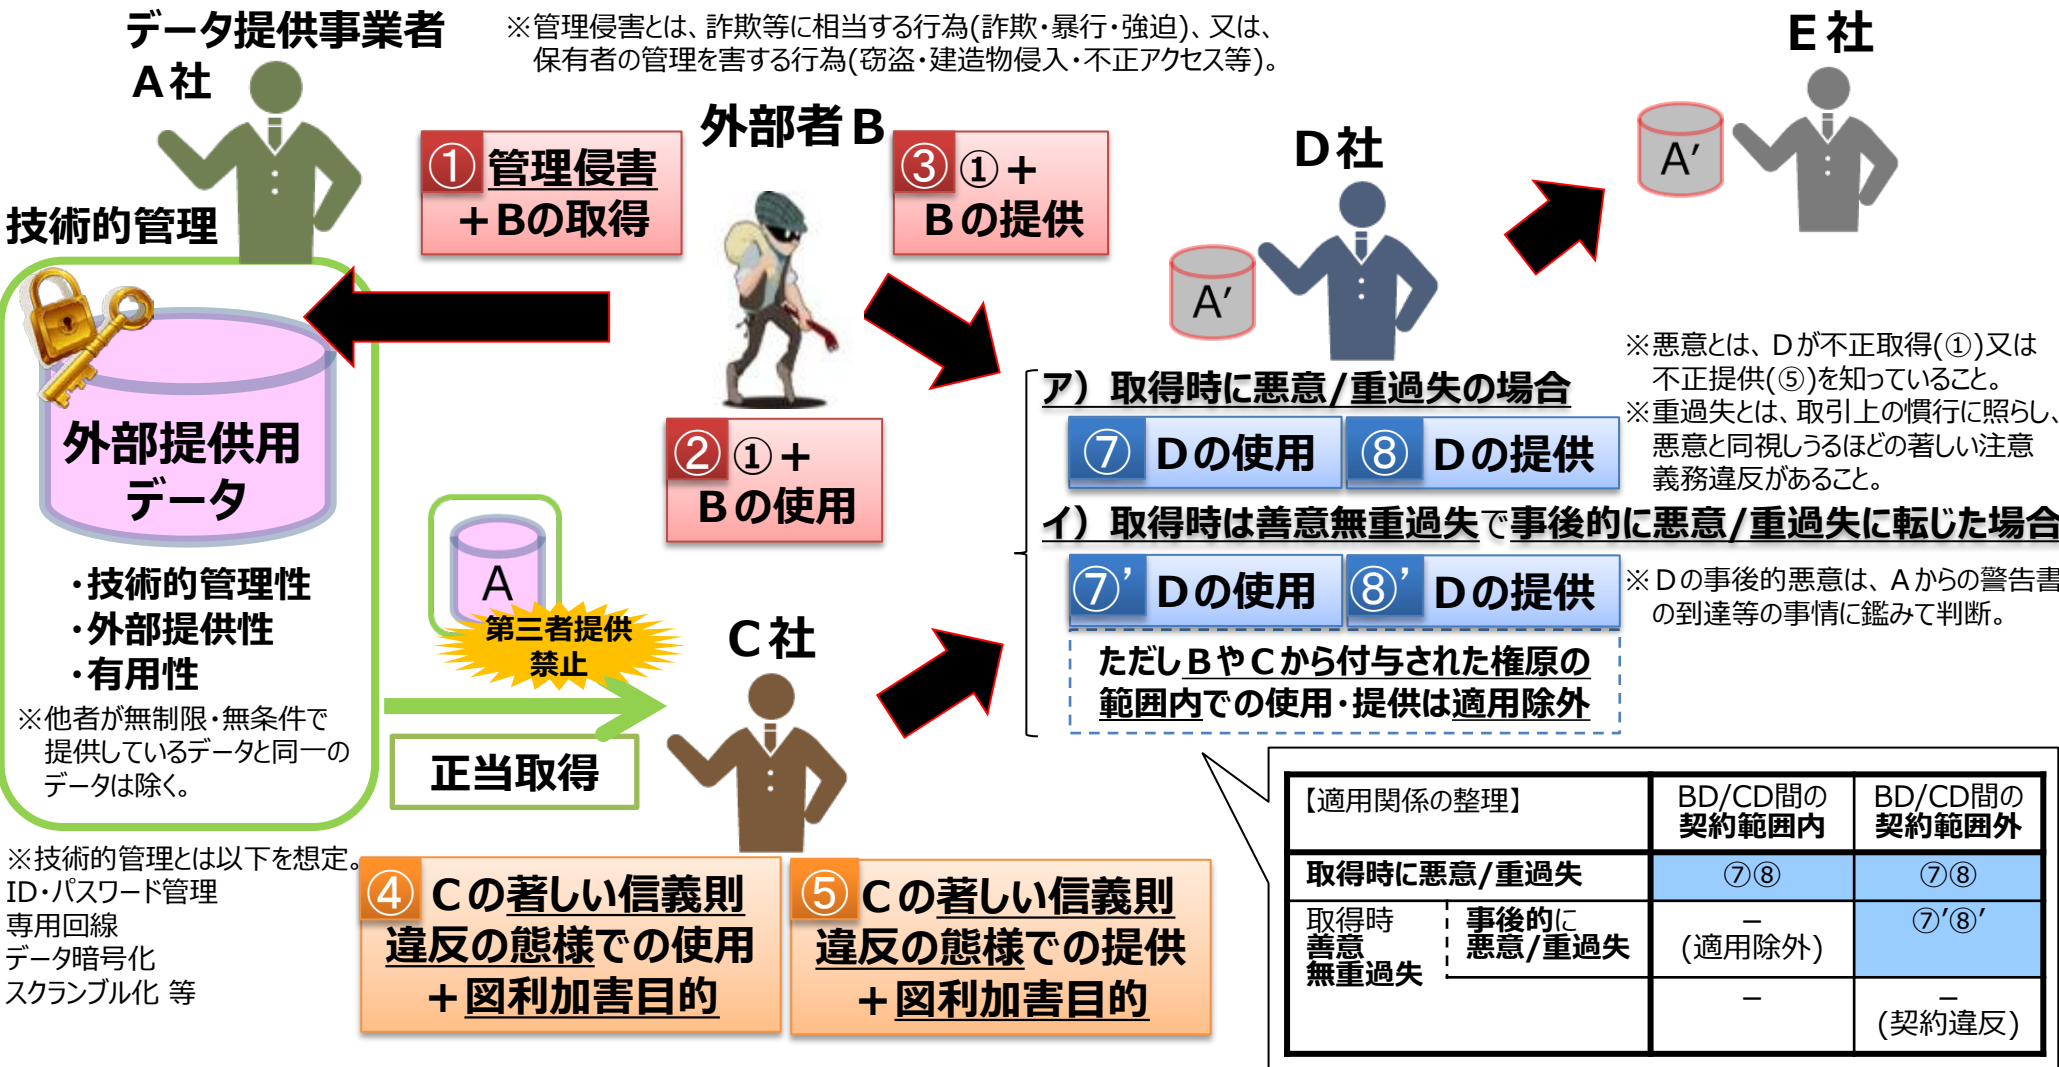 データ提供事業者
A社
※管理侵害とは、詐欺等に相当する行為(詐欺・暴行・強迫)、又は、
保有者の管理を害する行為(窃盗・建造物侵入・不正アクセス等)。
E社
A′
外部者B
① 管理侵害
+Bの取得
③ ①+
Bの提供
D社
A′
技術的管理
外部提供用
データ
・技術的管理性
・外部提供性
・有用性
※他者が無制限・無条件で
提供しているデータと同一の
データは除く。
※技術的管理とは以下を想定。
ID・パスワード管理
専用回線
データ暗号化
スクランブル化 等
② ①+
Bの使用
A
第三者提供
禁止
C社
正当取得
④ Cの著しい信義則
違反の態様での使用
+図利加害目的
⑤ Cの著しい信義則
違反の態様での提供
+図利加害目的
ア) 取得時に悪意/重過失の場合
⑦ Dの使用
⑧ Dの提供
※悪意とは、Dが不正取得(①)又は
不正提供(⑤)を知っていること。
※重過失とは、取引上の慣行に照らし、
悪意と同視しうるほどの著しい注意
義務違反があること。
イ) 取得時は善意無重過失で事後的に悪意/重過失に転じた場合
⑦’ Dの使用
⑧’ Dの提供
※Dの事後的悪意は、Aからの警告書
の到達等の事情に鑑みて判断。
ただしBやCから付与された権原の
範囲内での使用・提供は適用除外
【適用関係の整理】
BD/CD間の
契約範囲内
BD/CD間の
契約範囲外
取得時に悪意/重過失
⑦⑧
⑦⑧
取得時
善意
無重過失
事後的に
悪意/重過失
–
(適用除外)
⑦′⑧′
–
–
(契約違反)